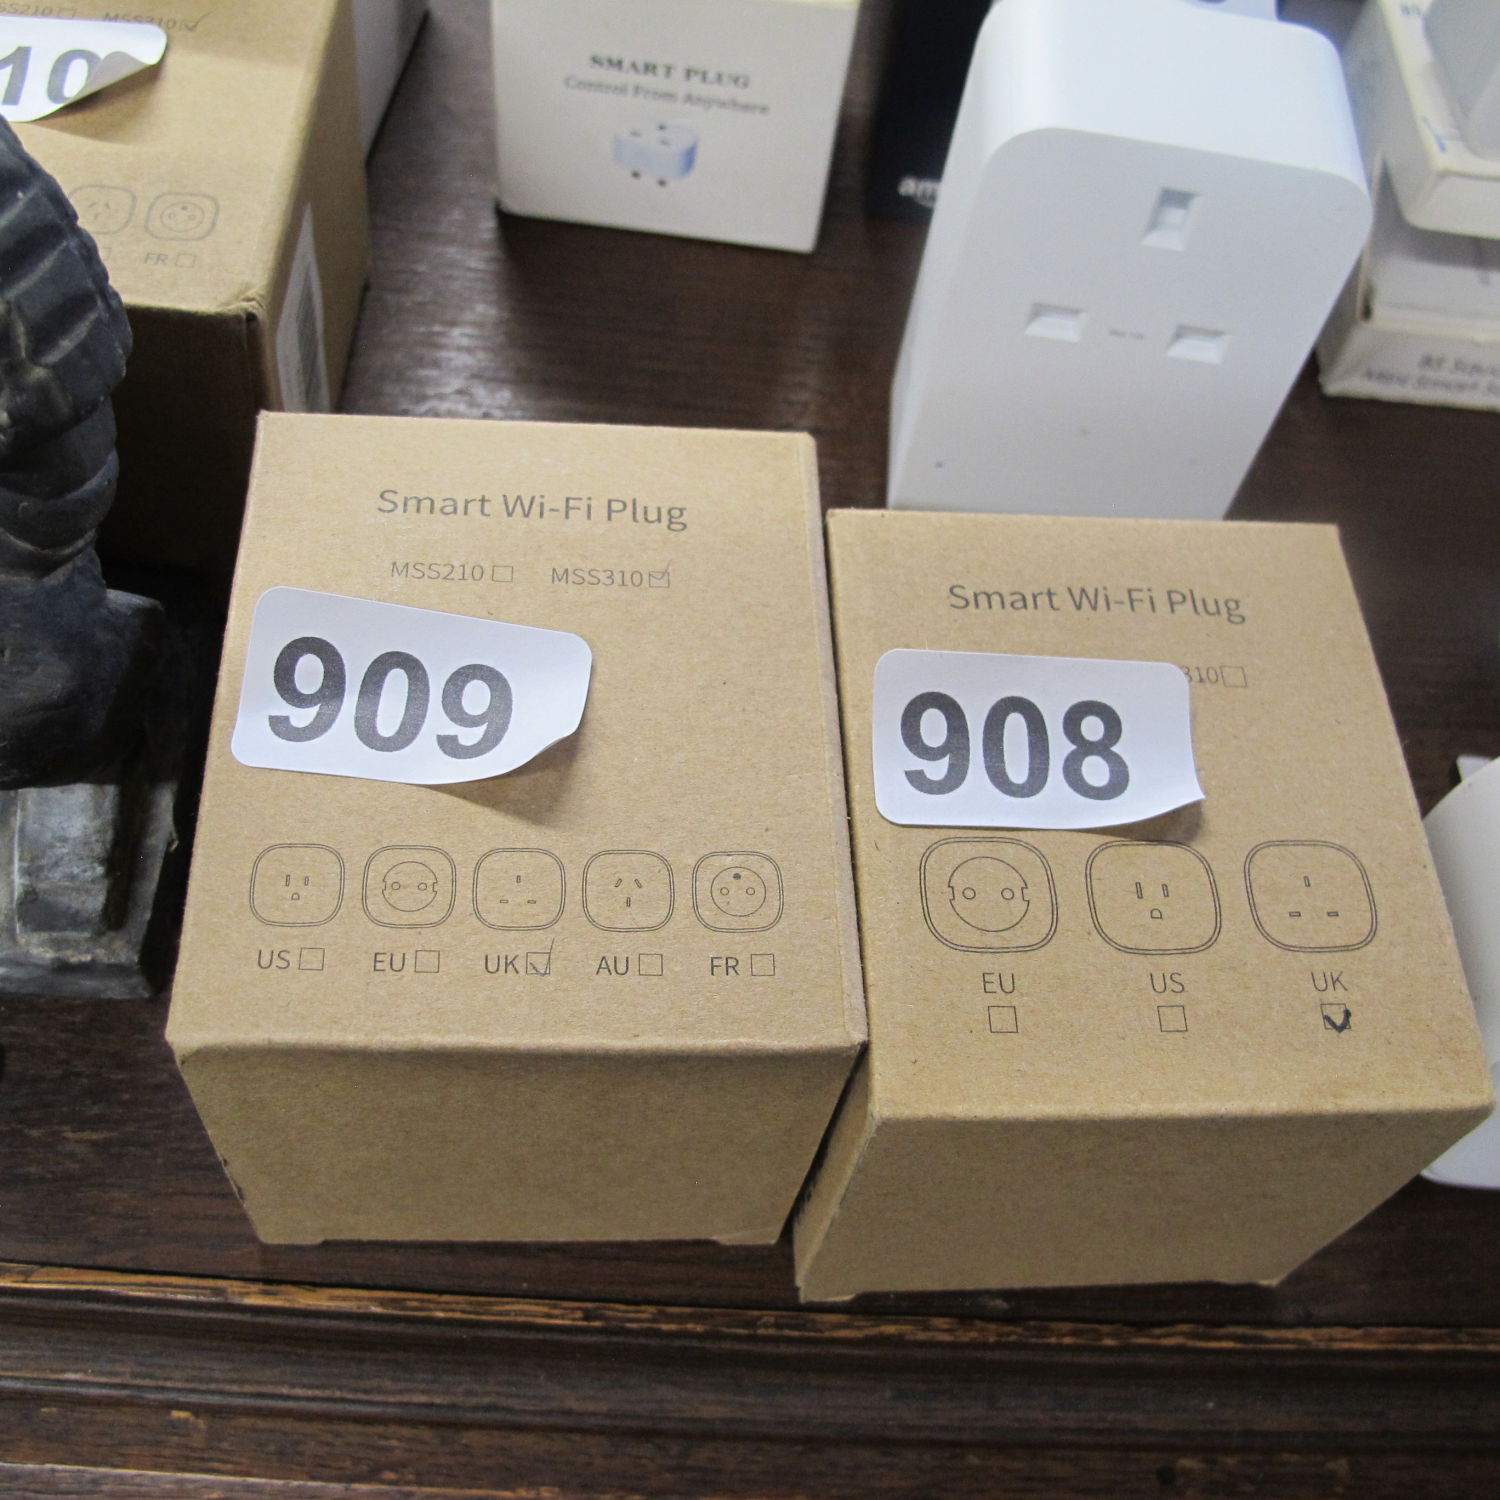 MSS210 MSS310
10
FR
SMART PLUG
Control From Anywhere
am
Smart Wi-Fi Plug
MSS210 MSS310
909
US EU UK AU FR
Smart Wi-Fi Plug
310
908
EU US UK